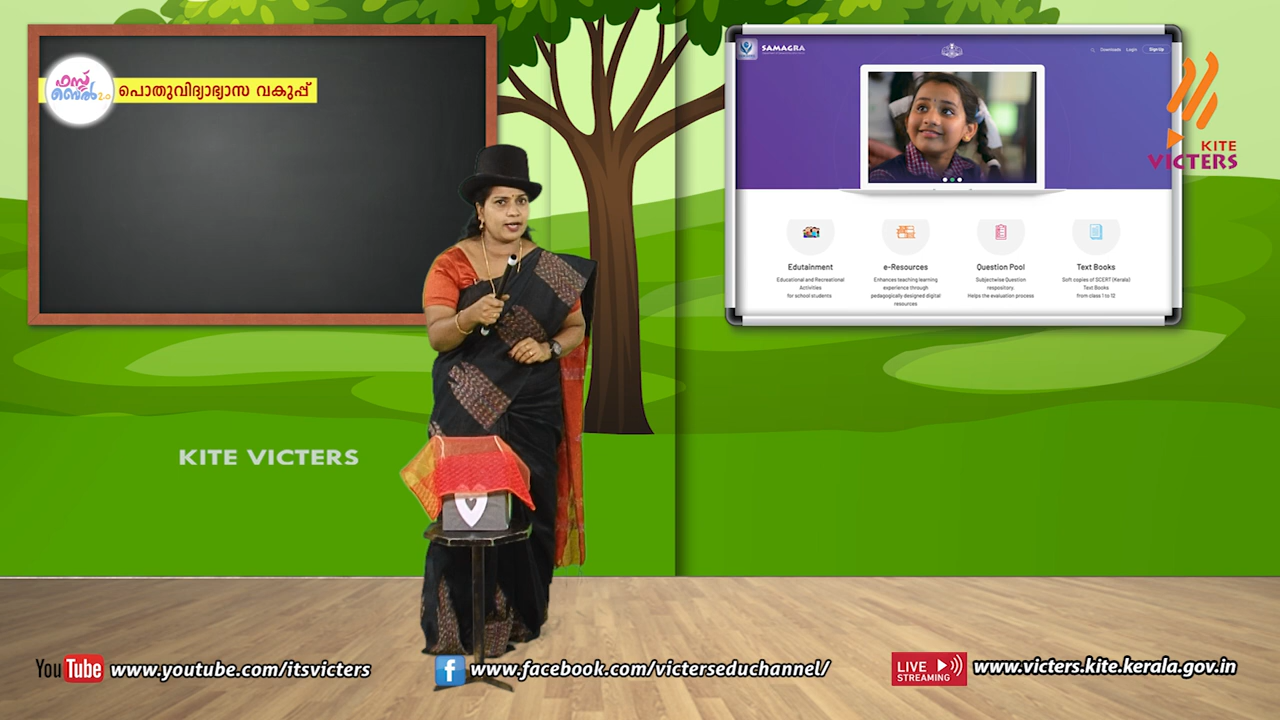 ഫസ്റ്റ്
ബെൽ 2.0
പൊതുവിദ്യാഭ്യാസ വകുപ്പ്
SAMAGRA
Downloads Login Sign Up
KITE
VICTERS
Edutainment
Educational and Recreational
Activities
for school students
e-Resources
Enhances teaching learning
experience through
pedagogically designed digital
resources
Question Pool
Subjectwise Question
respository.
Helps the evaluation process
Text Books
Soft copies of SCERT (Kerala)
Text Books
from class 1 to 12
KITE VICTERS
YouTube www.youtube.com/itsvicters
f www.facebook.com/victerseduchannel/
LIVE
STREAMING
www.victers.kite.kerala.gov.in